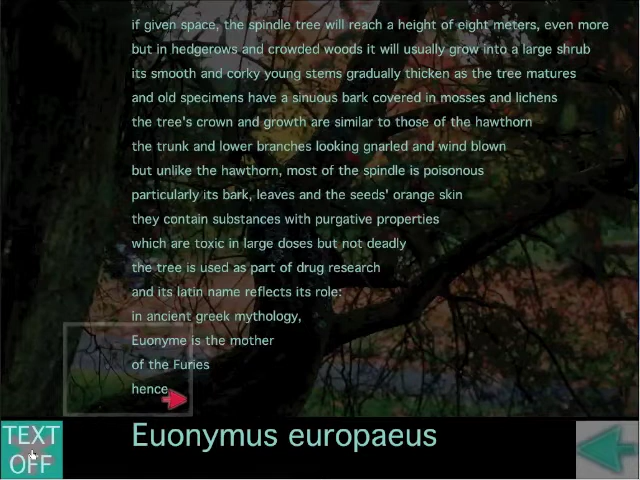 if given space, the spindle tree will reach a height of eight meters, even more
but in hedgerows and crowded woods it will usually grow into a large shrub
its smooth and corky young stems gradually thicken as the tree matures
and old specimens have a sinuous bark covered in mosses and lichens
the tree's crown and growth are similar to those of the hawthorn
the trunk and lower branches looking gnarled and wind blown
but unlike the hawthorn, most of the spindle is poisonous
particularly its bark, leaves and the seeds' orange skin
they contain substances with purgative properties
which are toxic in large doses but not deadly
the tree is used as part of drug research
and its latin name reflects its role:
in ancient greek mythology,
Euonyme is the mother
of the Furies
hence
Euonymus europaeus
TEXT
OFF